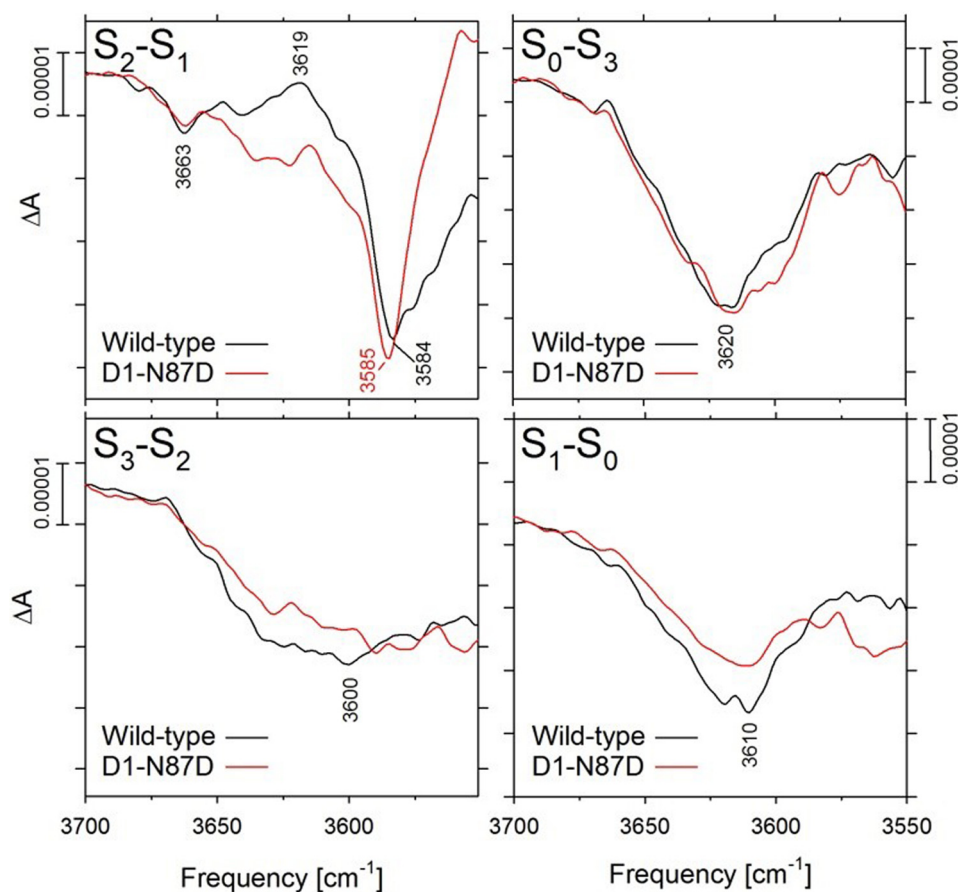 S2-S1
3619
3663
3585
3584
Wild-type
D1-N87D
0.00001
ΔA
S0-S3
3620
Wild-type
D1-N87D
0.00001
S3-S2
3600
Wild-type
D1-N87D
0.00001
ΔA
3700
3650
3600
Frequency [cm-1]
S1-S0
3610
Wild-type
D1-N87D
0.00001
3700
3650
3600
3550
Frequency [cm-1]